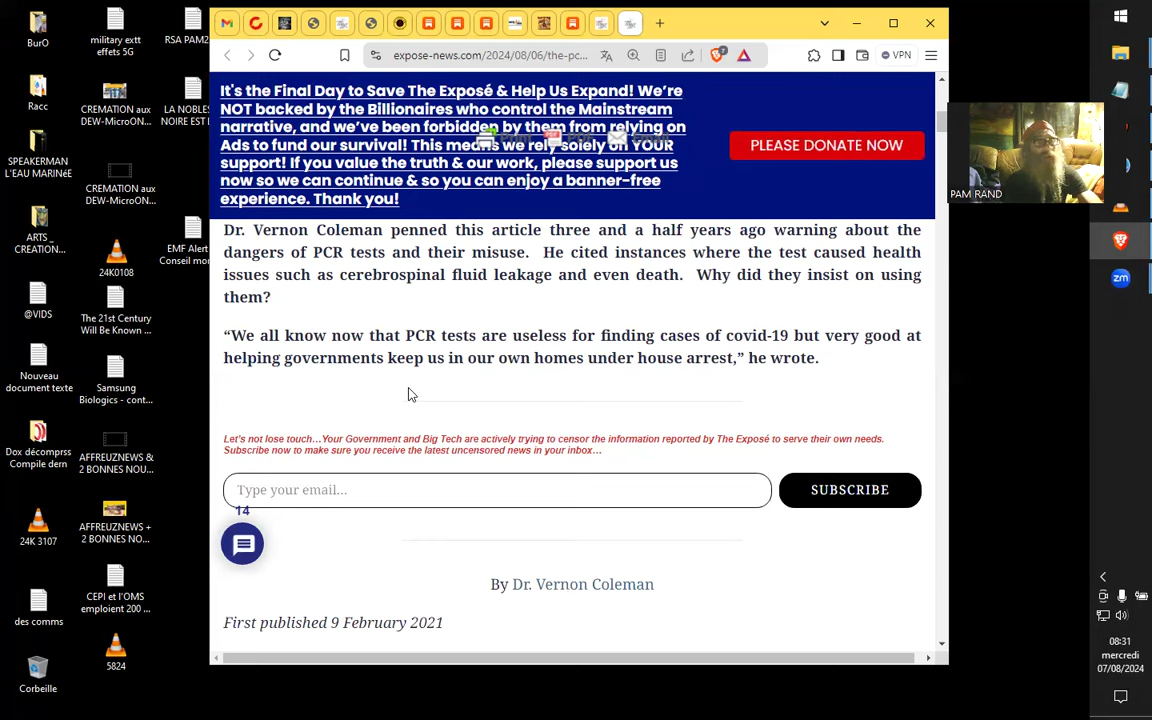 BurO
military extt
effets 5G
RSA PAM2
Racc
CREMATION aux
DEW-MicroON...
LA NOBLES
NOIRE EST I
SPEAKERMAN
L'EAU MARINéE
CREMATION aux
DEW-MicroON...
ARTS _
CREATION...
24K0108
EMF Alert
Conseil mor
@VIDS
The 21st Century
Will Be Known ...
Nouveau
document texte
Samsung
Biologics - cont...
Dox décomprss
Compile dern
AFFREUZNEWS &
2 BONNES NOU...
24K 3107
AFFREUZNEWS +
2 BONNES NO...
des comms
CEPI et l'OMS
emploient 200 ...
Corbeille
5824
expose-news.com/2024/08/06/the-pc...
2
VPN
It's the Final Day to Save The Exposé & Help Us Expand! We're
NOT backed by the Billionaires who control the Mainstream
narrative, and we've been forbidden by them from relying on
Ads to fund our survival! This means we rely solely on YOUR
support! If you value the truth & our work, please support us
now so we can continue & so you can enjoy a banner-free
experience. Thank you!
Print
PDF
Email
PLEASE DONATE NOW
Dr. Vernon Coleman penned this article three and a half years ago warning about the
dangers of PCR tests and their misuse. He cited instances where the test caused health
issues such as cerebrospinal fluid leakage and even death. Why did they insist on using
them?
“We all know now that PCR tests are useless for finding cases of covid-19 but very good at
helping governments keep us in our own homes under house arrest,” he wrote.
Let's not lose touch…Your Government and Big Tech are actively trying to censor the information reported by The Exposé to serve their own needs.
Subscribe now to make sure you receive the latest uncensored news in your inbox…
Type your email…
SUBSCRIBE
14
By Dr. Vernon Coleman
First published 9 February 2021
PAM RAND
zm
08:31
mercredi
07/08/2024